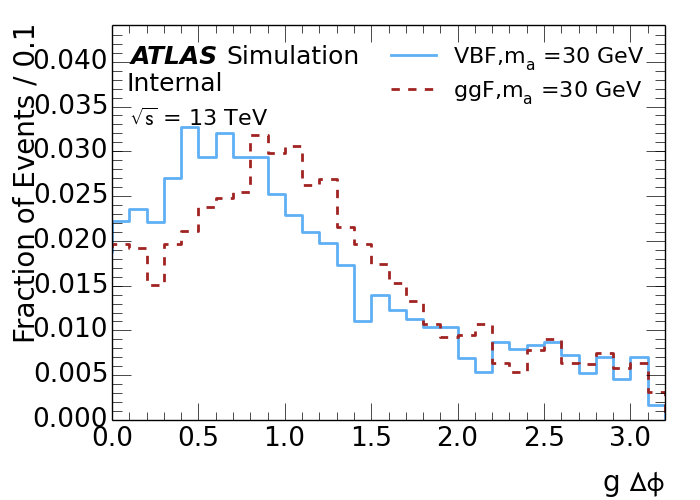 ATLAS Simulation
Internal
√s = 13 TeV
VBF,mₐ =30 GeV
ggF,mₐ =30 GeV
Fraction of Events / 0.1
0.040
0.035
0.030
0.025
0.020
0.015
0.010
0.005
0.000
0.0 0.5 1.0 1.5 2.0 2.5 3.0
g Δϕ